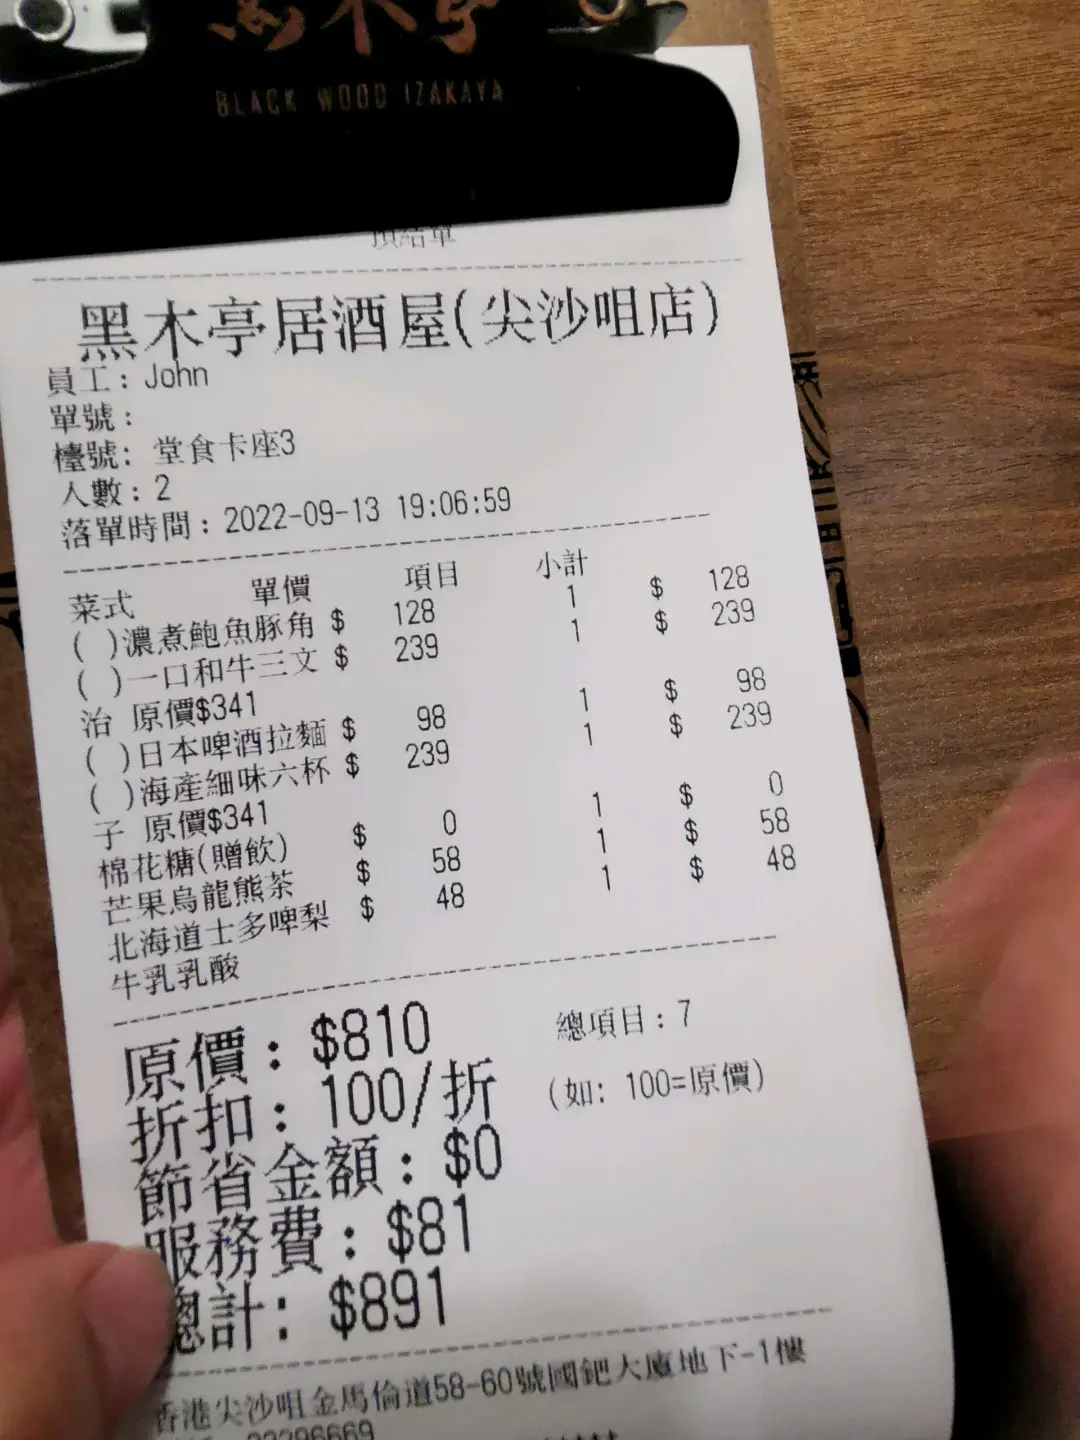 黑木亭
BLACK WOOD IZAKAYA
預結單
黑木亭居酒屋(尖沙咀店)
員工: John
單號:
檯號: 堂食卡座3
人數: 2
落單時間: 2022-09-13 19:06:59
菜式 單價 項目 小計
( )濃煮鮑魚豚角 $ 128 1 $ 128
( )一口和牛三文 $ 239 1 $ 239
治 原價$341
( )日本啤酒拉麵 $ 98 1 $ 98
( )海產細味六杯 $ 239 1 $ 239
子 原價$341
棉花糖(贈飲) $ 0 1 $ 0
芒果烏龍熊茶 $ 58 1 $ 58
北海道士多啤梨 $ 48 1 $ 48
牛乳乳酸
原價: $810 總項目: 7
折扣: 100/折 (如: 100=原價)
節省金額: $0
服務費: $81
總計: $891
香港尖沙咀金馬倫道58-60號國鈀大廈地下-1樓